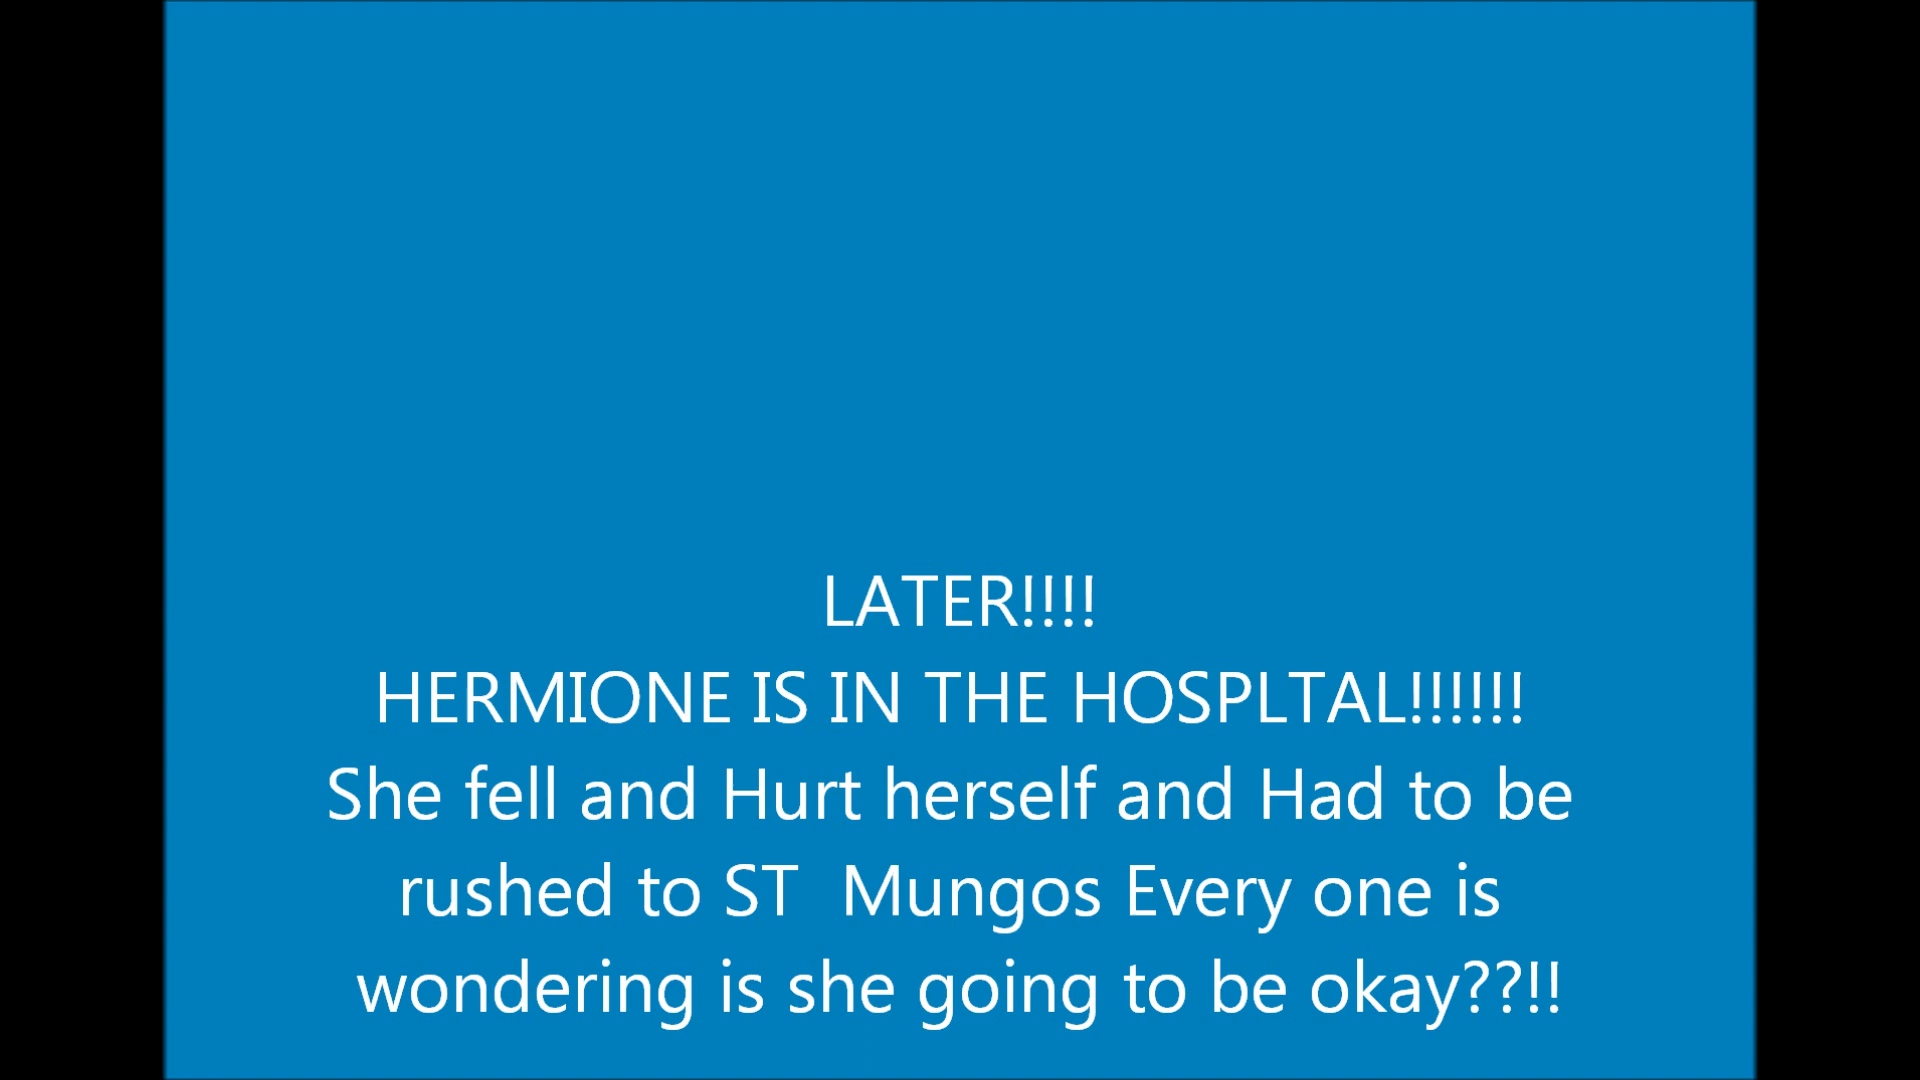 LATER!!!!
HERMIONE IS IN THE HOSPLTAL!!!!!!
She fell and Hurt herself and Had to be
rushed to ST  Mungos Every one is
wondering is she going to be okay??!!